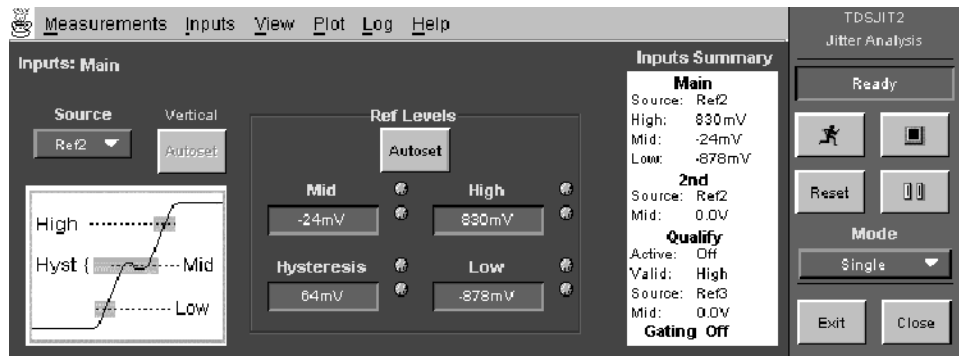 Measurements Inputs View Plot Log Help
Inputs: Main
Source
Ref2
Vertical
Autoset
High
Hyst {
Mid
Low
Ref Levels
Autoset
Mid
-24mV
High
830mV
Hysteresis
64mV
Low
-878mV
Inputs Summary
Main
Source: Ref2
High: 830mV
Mid: -24mV
Low: -878mV
2nd
Source: Ref2
Mid: 0.0V
Qualify
Active: Off
Valid: High
Source: Ref3
Mid: 0.0V
Gating Off
TDSJIT2
Jitter Analysis
Ready
Reset
Mode
Single
Exit
Close